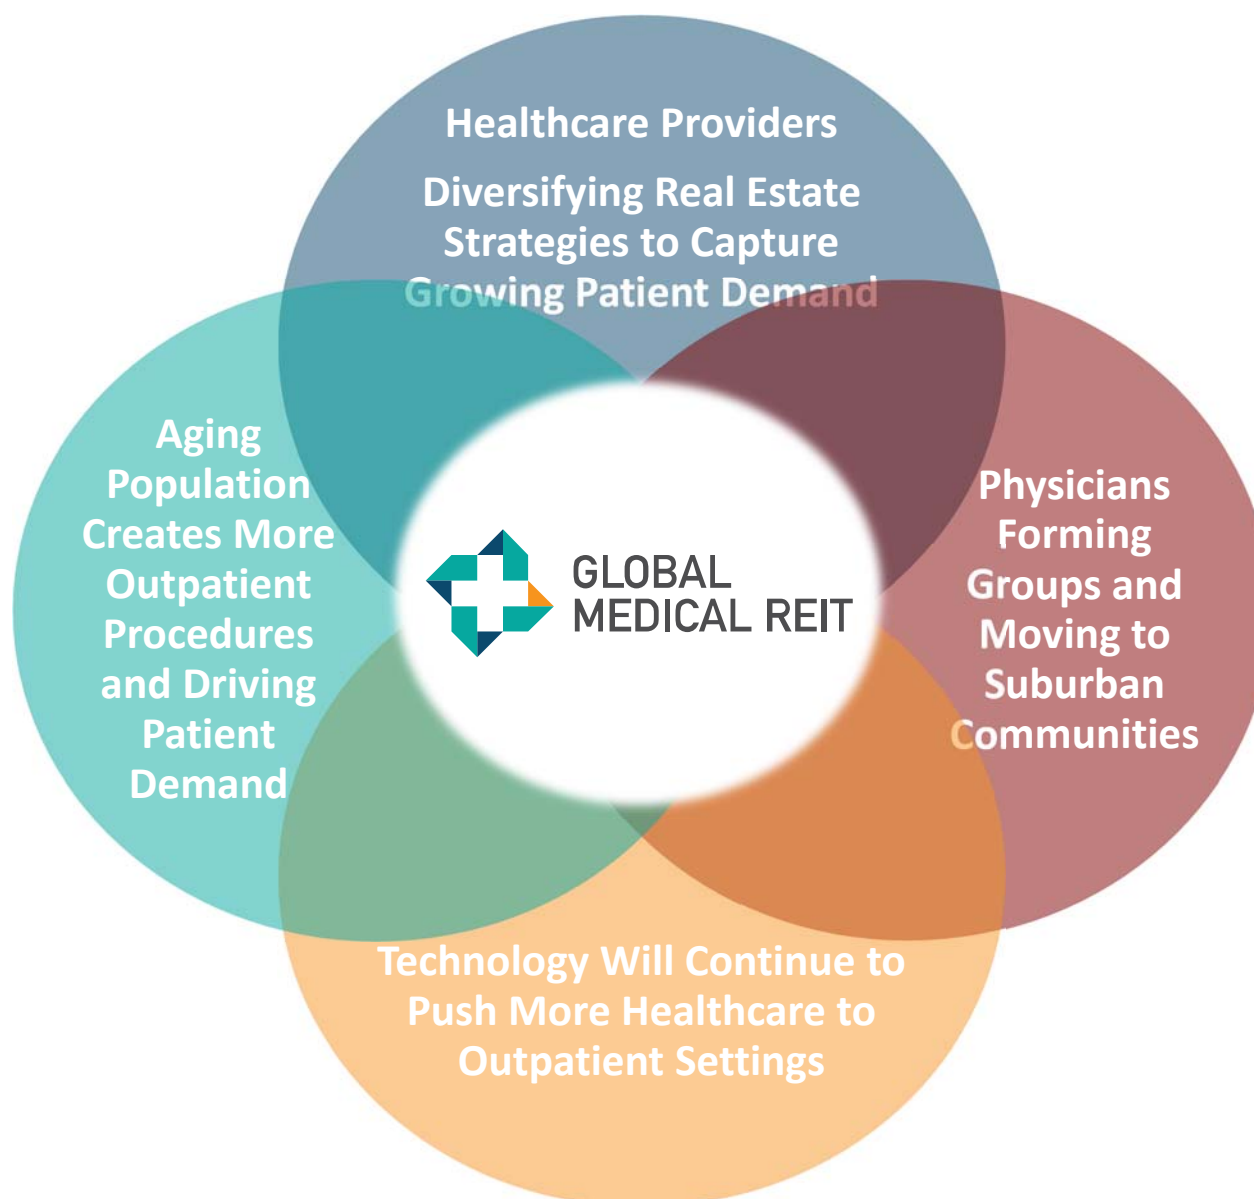 Healthcare Providers
Diversifying Real Estate
Strategies to Capture
Growing Patient Demand
Aging
Population
Creates More
Outpatient
Procedures
and Driving
Patient
Demand
GLOBAL
MEDICAL REIT
Physicians
Forming
Groups and
Moving to
Suburban
Communities
Technology Will Continue to
Push More Healthcare to
Outpatient Settings